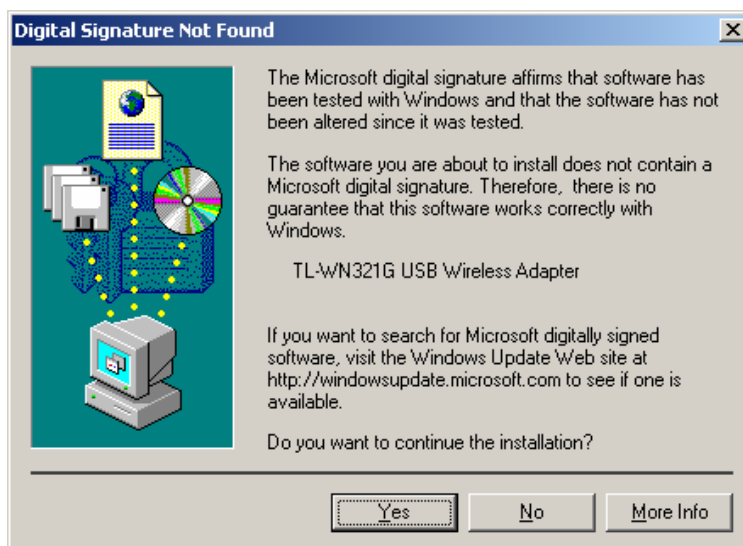 Digital Signature Not Found
The Microsoft digital signature affirms that software has
been tested with Windows and that the software has not
been altered since it was tested.
The software you are about to install does not contain a
Microsoft digital signature. Therefore,  there is no
guarantee that this software works correctly with
Windows.
TL-WN321G USB Wireless Adapter
If you want to search for Microsoft digitally signed
software, visit the Windows Update Web site at
http://windowsupdate.microsoft.com to see if one is
available.
Do you want to continue the installation?
Yes No More Info